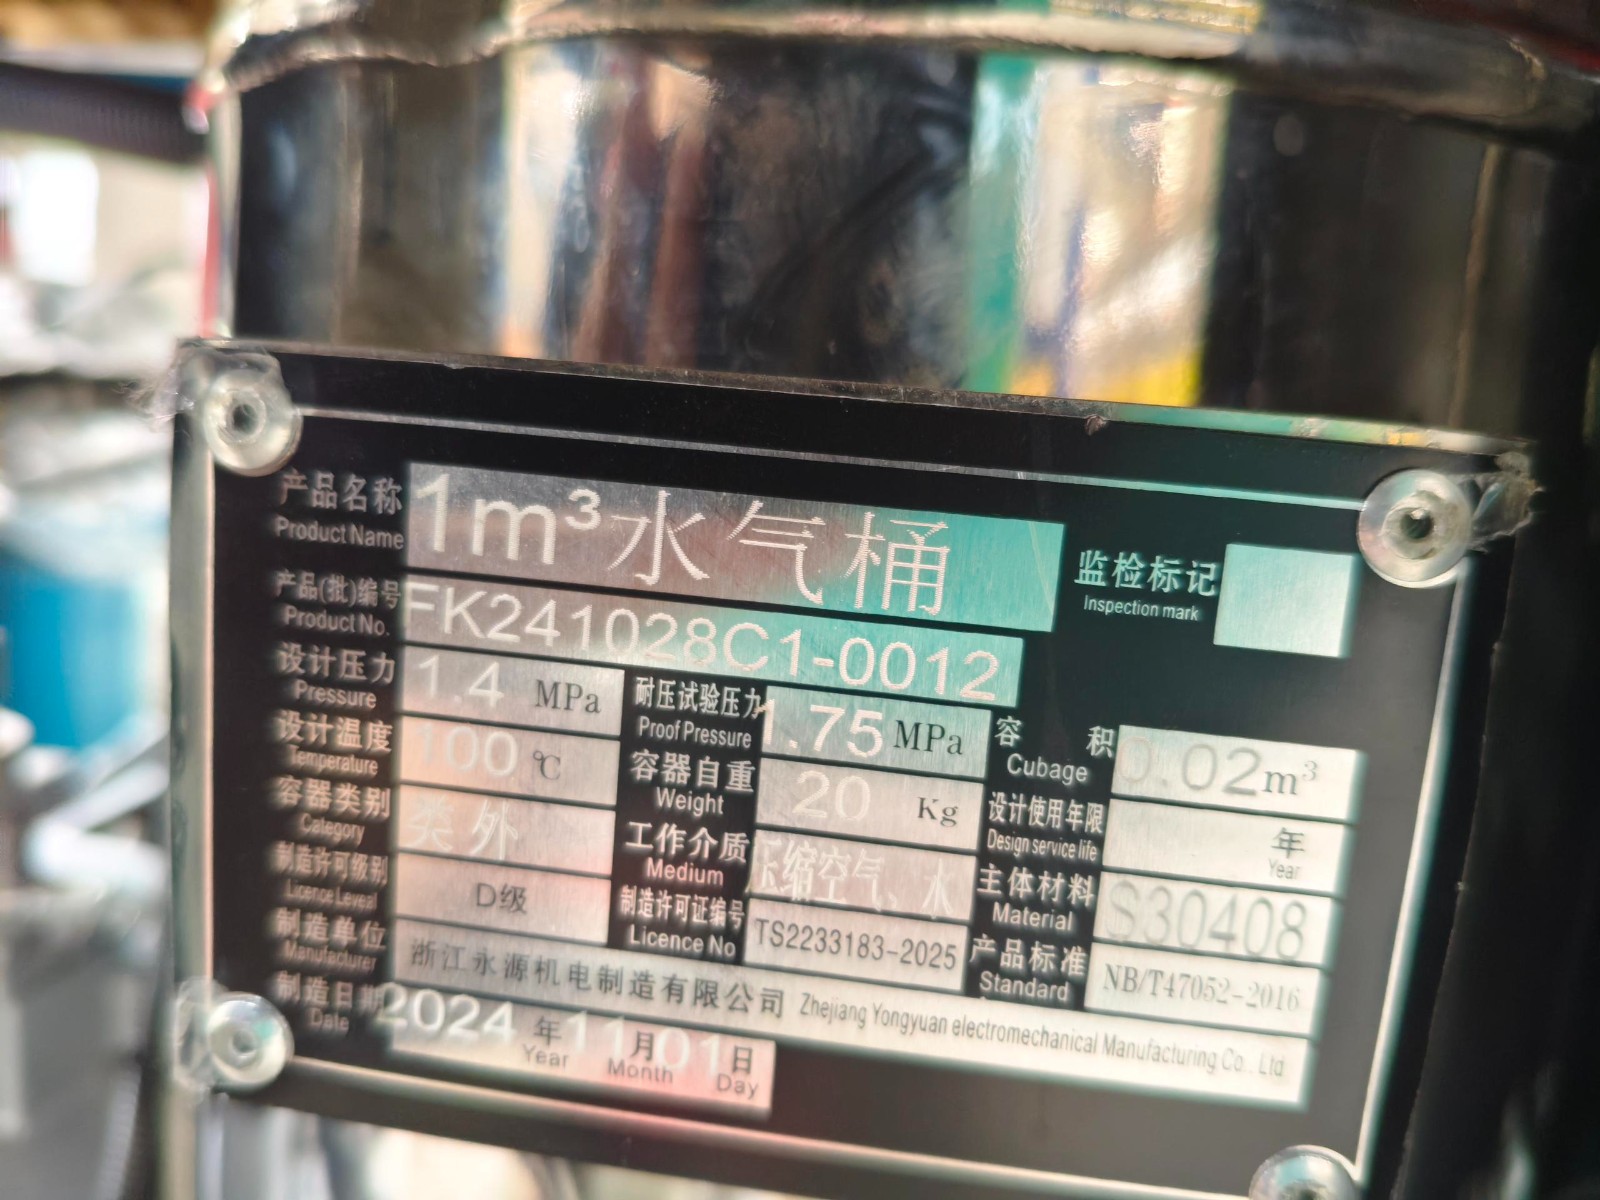 产品名称 1m³水气桶
Product Name
监检标记
Inspection mark
产品(批)编号 FK241028C1-0012
Product No.
设计压力 1.4 MPa 耐压试验压力 1.75 MPa 容积 0.02 m³
Pressure Proof Pressure Cubage
设计温度 100 ℃ 容器自重 20 Kg 设计使用年限 年
Temperature Weight Design service life Year
容器类别 类外 工作介质 压缩空气、水 主体材料 S30408
Category Medium Material
制造许可级别 D级 制造许可证编号 TS2233183-2025 产品标准 NB/T47052-2016
Licence Leveal Licence No Standard
制造单位 浙江永源机电制造有限公司 Zhejiang Yongyuan electromechanical Manufacturing Co., Ltd
Manufacturer
制造日期 2024 年 11 月 01 日
Date Year Month Day